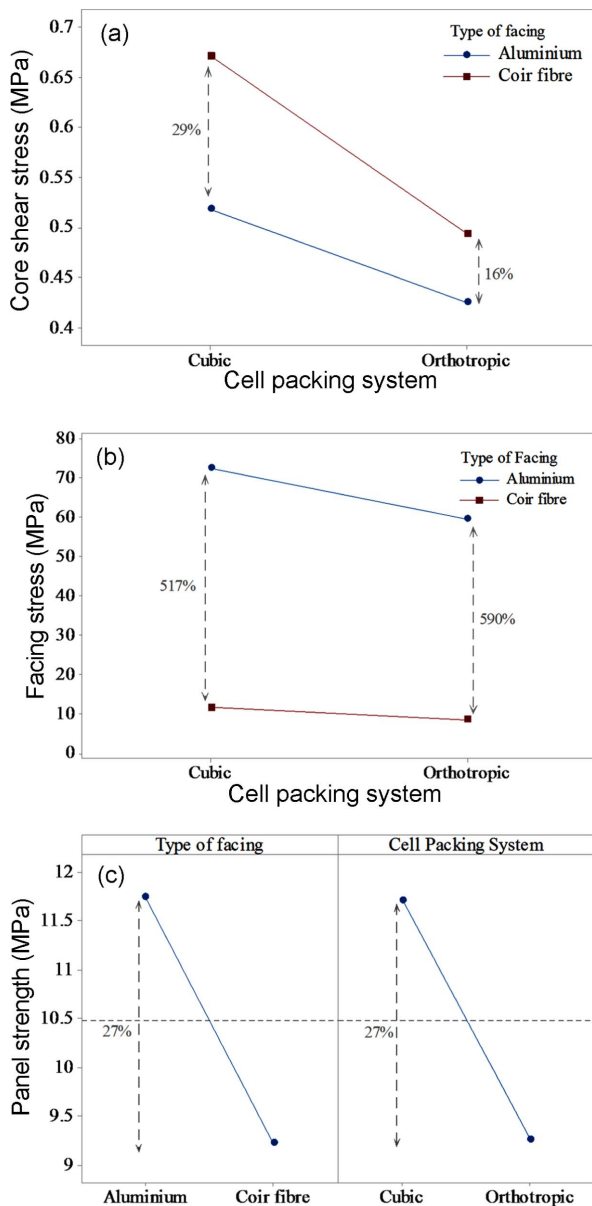 (a)
Type of facing
Aluminium
Coir fibre
0.7
0.65
0.6
0.55
0.5
0.45
0.4
29%
16%
Core shear stress (MPa)
Cubic
Orthotropic
Cell packing system
(b)
Type of Facing
Aluminium
Coir fibre
80
70
60
50
40
30
20
10
0
517%
590%
Facing stress (MPa)
Cubic
Orthotropic
Cell packing system
Type of facing
Cell Packing System
(c)
12
11.5
11
10.5
10
9.5
9
27%
27%
Panel strength (MPa)
Aluminium
Coir fibre
Cubic
Orthotropic